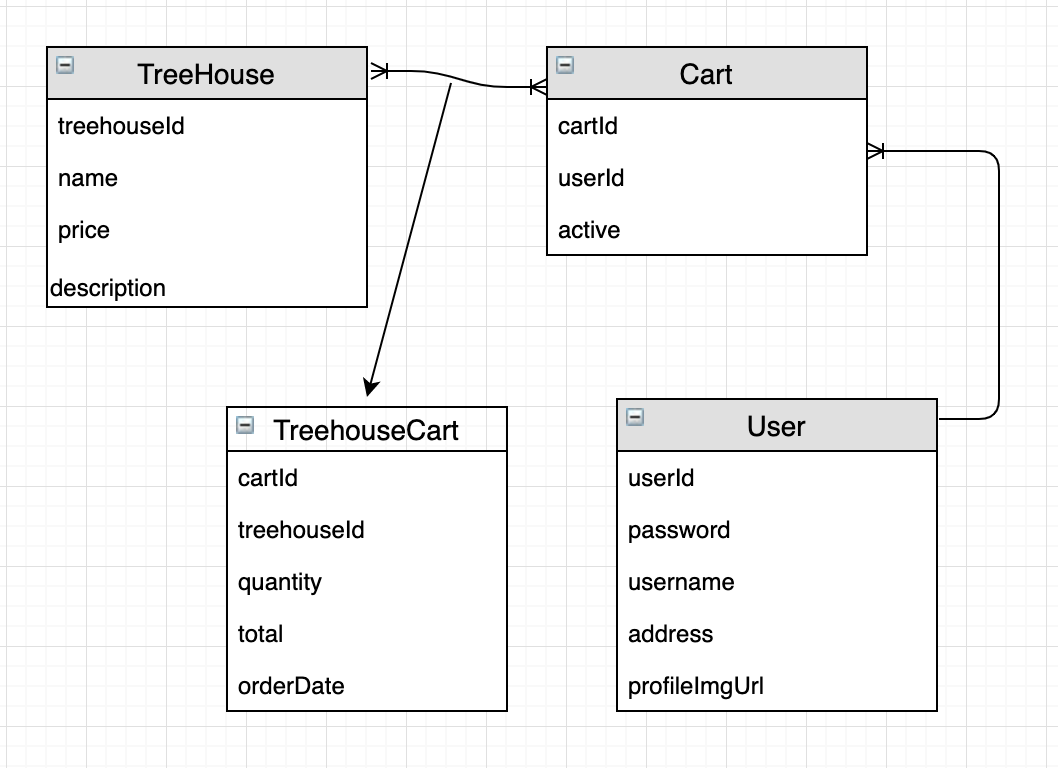 TreeHouse
treehouseId
name
price
description
Cart
cartId
userId
active
TreehouseCart
cartId
treehouseId
quantity
total
orderDate
User
userId
password
username
address
profileImgUrl